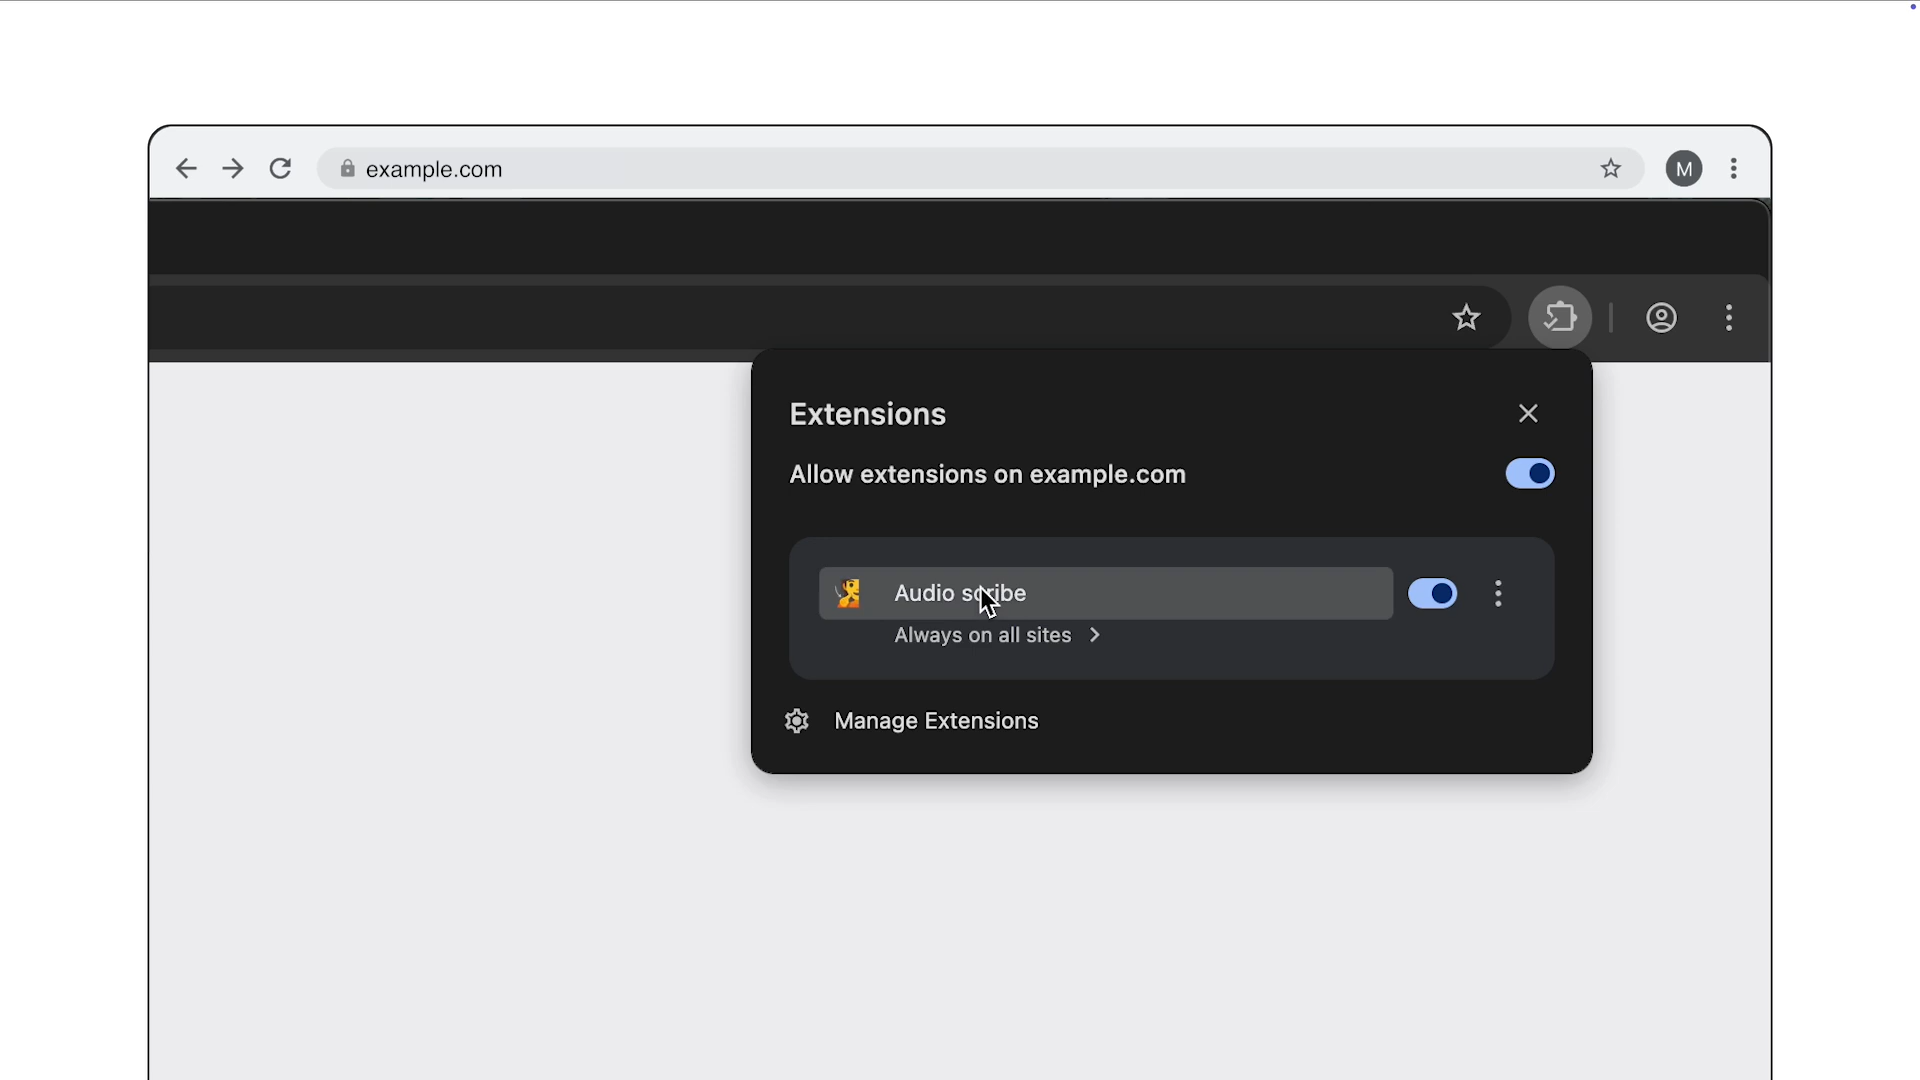 example.com
M
Extensions
Allow extensions on example.com
Audio scribe
Always on all sites
Manage Extensions